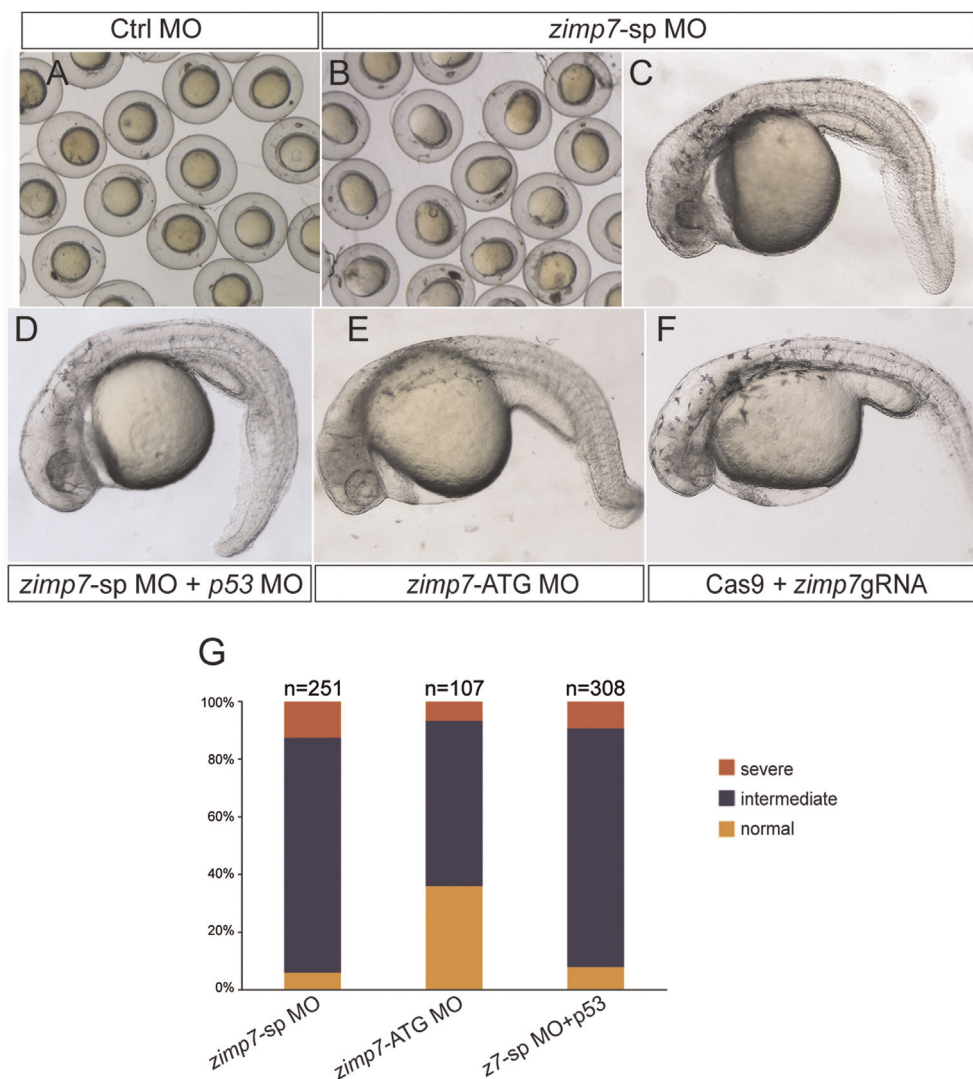 Ctrl MO
zimp7-sp MO
A
B
C
D
E
F
zimp7-sp MO + p53 MO
zimp7-ATG MO
Cas9 + zimp7gRNA
G
n=251
n=107
n=308
100%
80%
60%
40%
20%
0%
severe
intermediate
normal
zimp7-sp MO
zimp7-ATG MO
z7-sp MO+p53